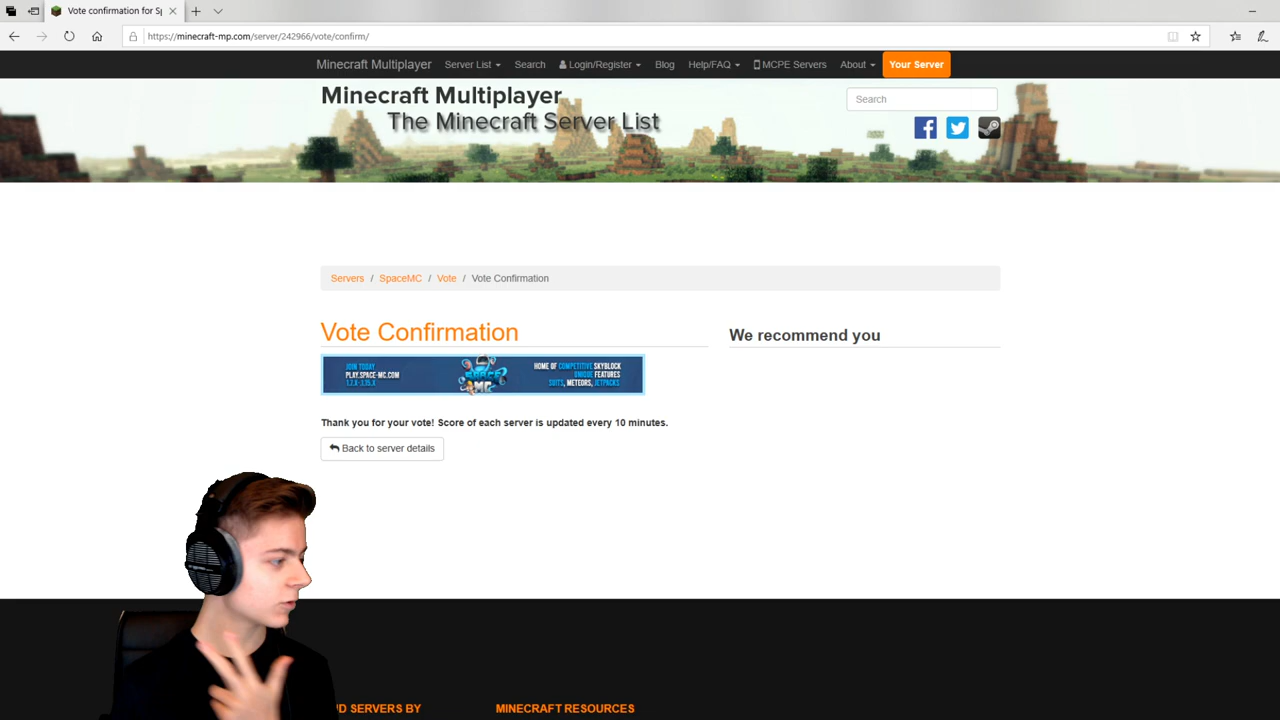 Vote confirmation for Sp
https://minecraft-mp.com/server/242966/vote/confirm/
Minecraft Multiplayer
Server List
Search
Login/Register
Blog
Help/FAQ
MCPE Servers
About
Your Server
Minecraft Multiplayer
The Minecraft Server List
Search
Servers / SpaceMC / Vote / Vote Confirmation
Vote Confirmation
We recommend you
JOIN TODAY
PLAY.SPACE-MC.COM
SPACE
MC
HOME OF COMPETITIVE SKYBLOCK
UNIQUE FEATURES
SUITS, METEORS, JETPACKS
Thank you for your vote! Score of each server is updated every 10 minutes.
Back to server details
D SERVERS BY
MINECRAFT RESOURCES